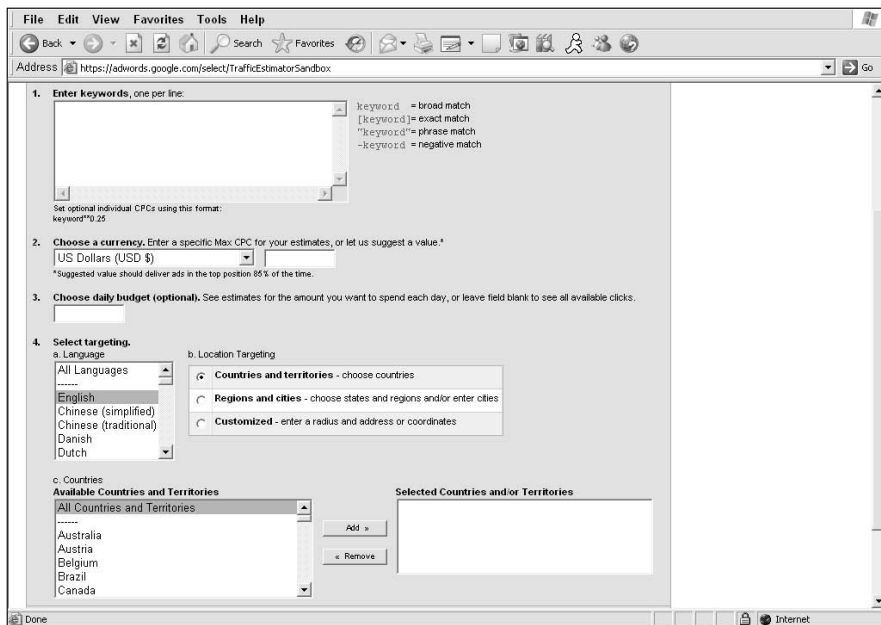 File Edit View Favorites Tools Help
Back Search Favorites
Address https://adwords.google.com/select/TrafficEstimatorSandbox Go
1. Enter keywords, one per line:
keyword = broad match
[keyword]= exact match
"keyword"= phrase match
-keyword = negative match
Set optional individual CPCs using this format:
keyword**0.25
2. Choose a currency. Enter a specific Max CPC for your estimates, or let us suggest a value.*
US Dollars (USD $)
*Suggested value should deliver ads in the top position 85% of the time.
3. Choose daily budget (optional). See estimates for the amount you want to spend each day, or leave field blank to see all available clicks.
4. Select targeting.
a. Language
All Languages
------
English
Chinese (simplified)
Chinese (traditional)
Danish
Dutch
b. Location Targeting
Countries and territories - choose countries
Regions and cities - choose states and regions and/or enter cities
Customized - enter a radius and address or coordinates
c. Countries
Available Countries and Territories
All Countries and Territories
------
Australia
Austria
Belgium
Brazil
Canada
Add »
« Remove
Selected Countries and/or Territories
Done Internet